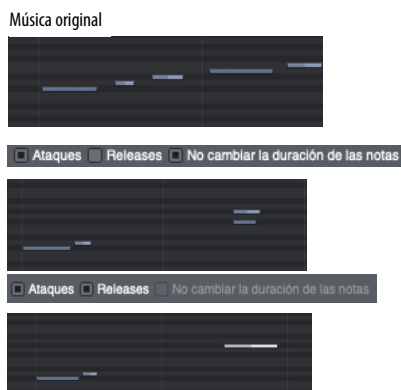 Música original
Ataques Releases No cambiar la duración de las notas
Ataques Releases No cambiar la duración de las notas